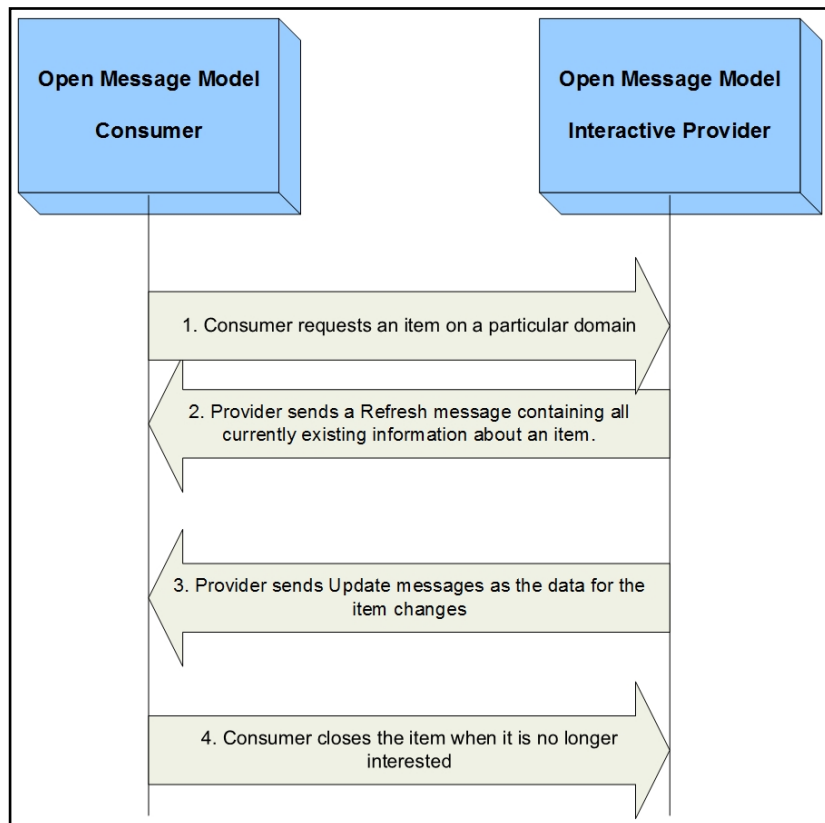 Open Message Model
Consumer
Open Message Model
Interactive Provider
1. Consumer requests an item on a particular domain
2. Provider sends a Refresh message containing all
currently existing information about an item.
3. Provider sends Update messages as the data for the
item changes
4. Consumer closes the item when it is no longer
interested